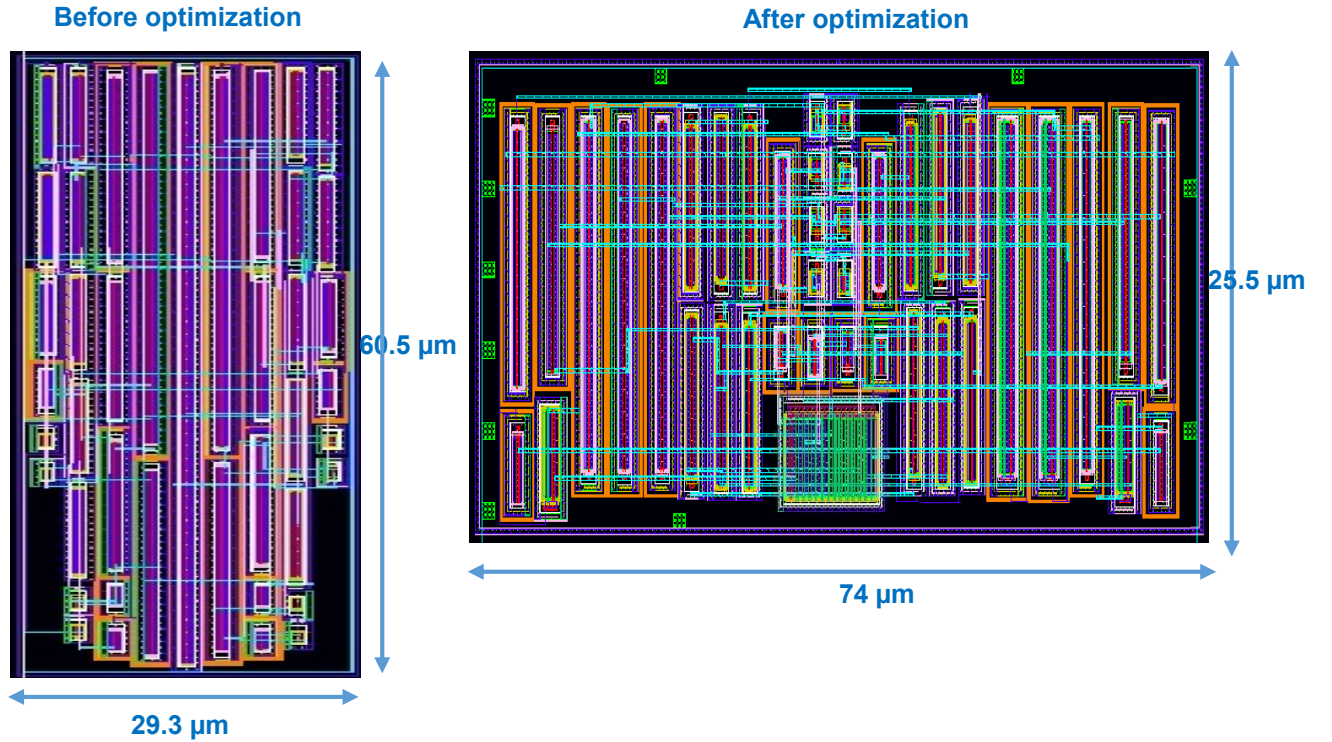 Before optimization
After optimization
60.5 µm
25.5 µm
74 µm
29.3 µm